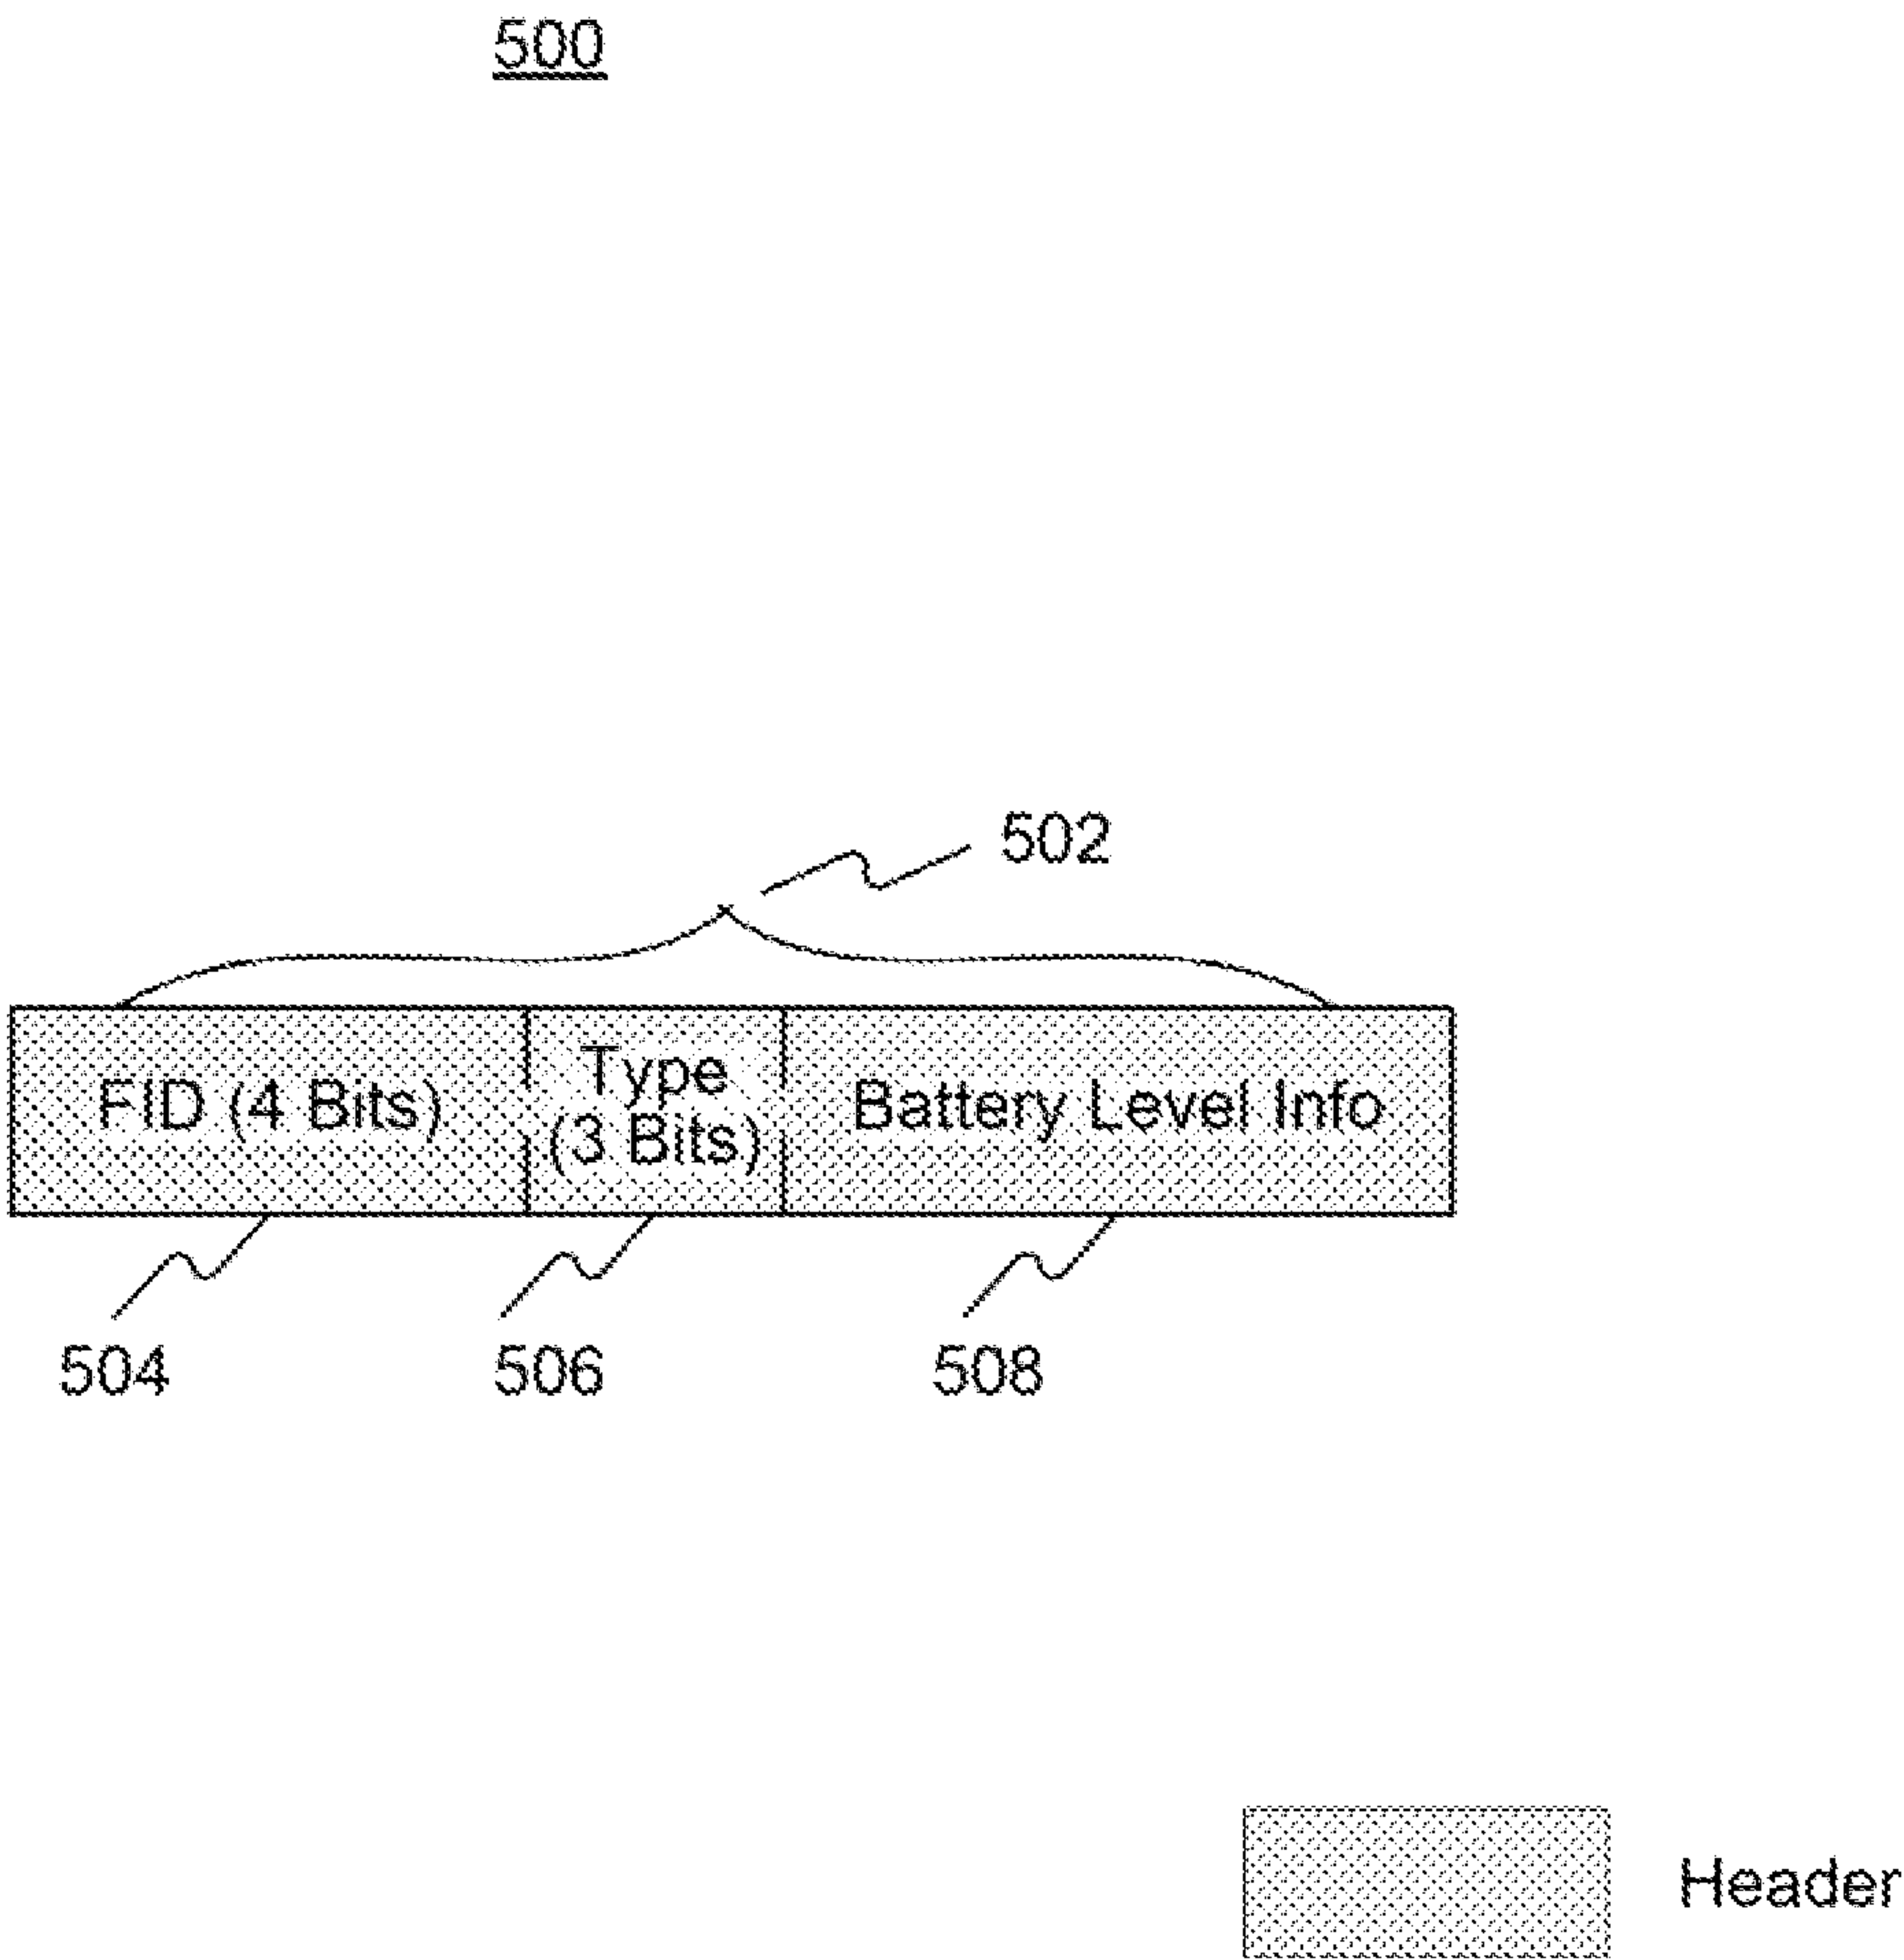 500
502
FID (4 Bits)
Type
(3 Bits)
Battery Level Info
504
506
508
Header